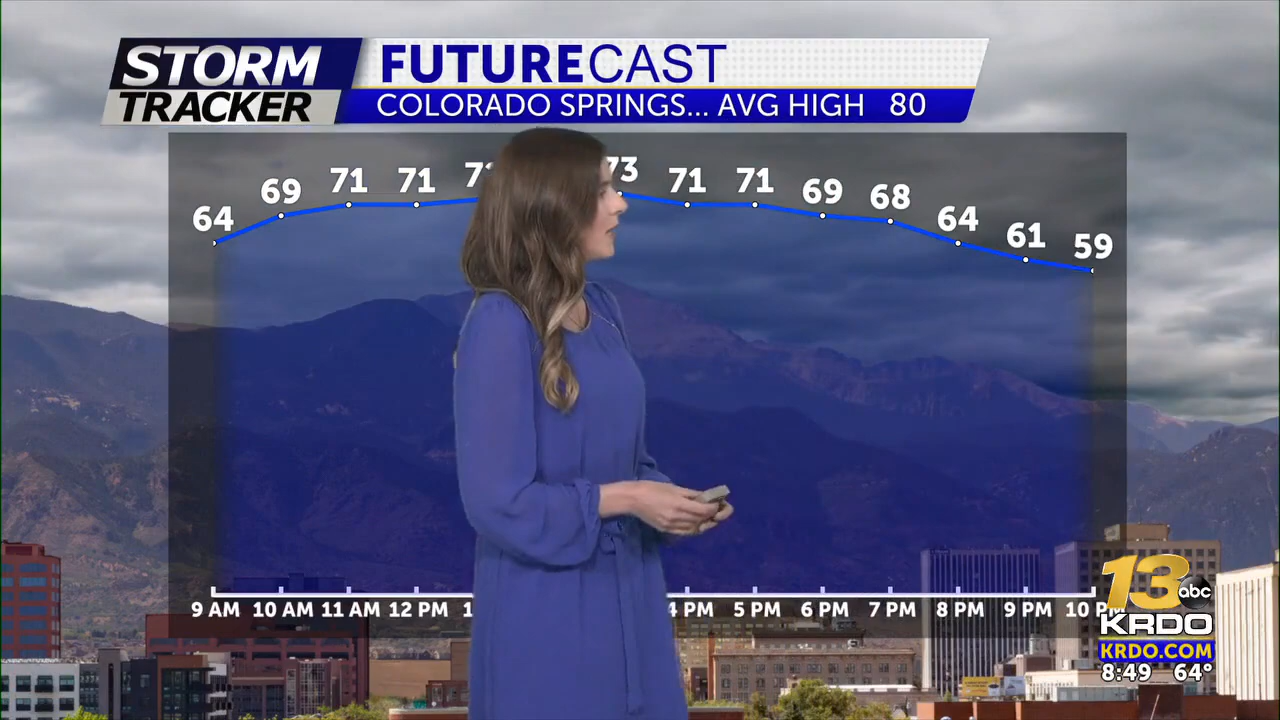 STORM
TRACKER
FUTURECAST
COLORADO SPRINGS... AVG HIGH 80
64 69 71 71 73 71 71 69 68 64 61 59
9 AM 10 AM 11 AM 12 PM 4 PM 5 PM 6 PM 7 PM 8 PM 9 PM 10 PM
13 abc
KRDO
KRDO.COM
8:49 64°